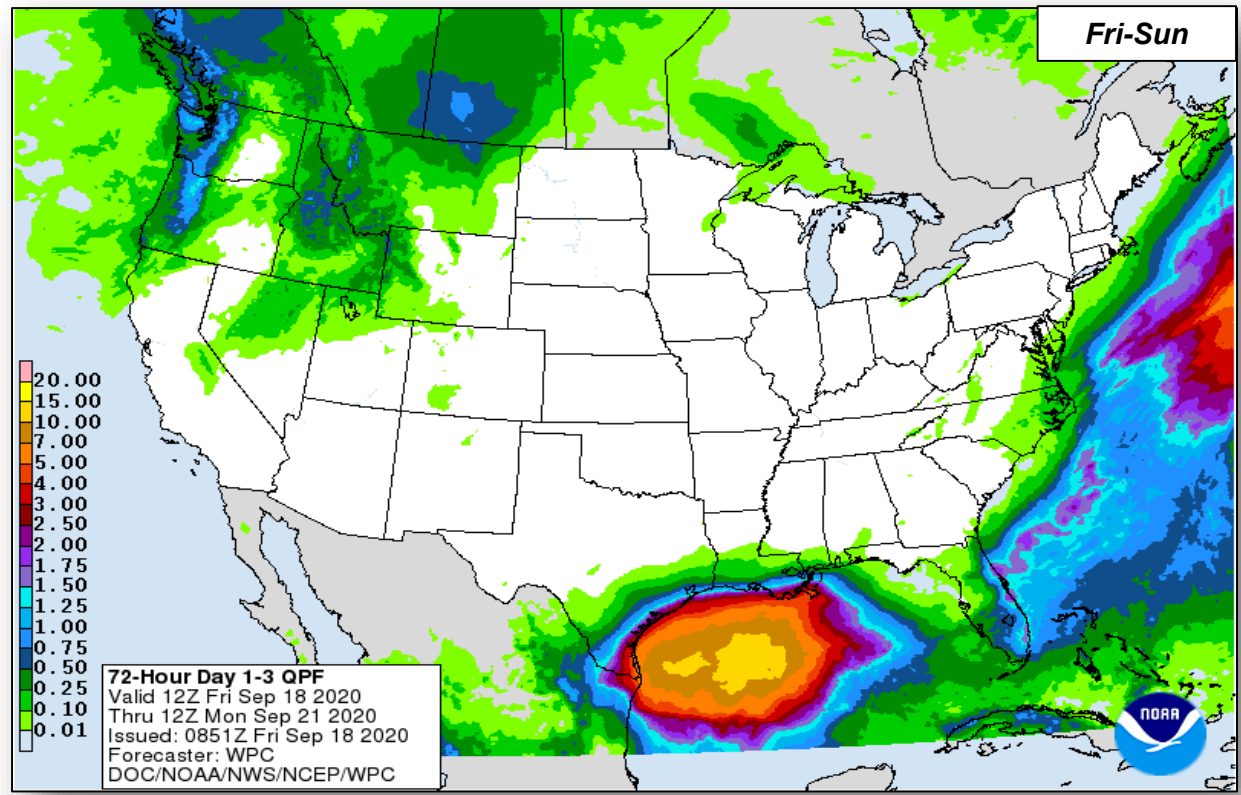 Fri-Sun
20.00
15.00
10.00
7.00
5.00
4.00
3.00
2.50
2.00
1.75
1.50
1.25
1.00
0.75
0.50
0.25
0.10
0.01
72-Hour Day 1-3 QPF
Valid 12Z Fri Sep 18 2020
Thru 12Z Mon Sep 21 2020
Issued: 0851Z Fri Sep 18 2020
Forecaster: WPC
DOC/NOAA/NWS/NCEP/WPC
NOAA